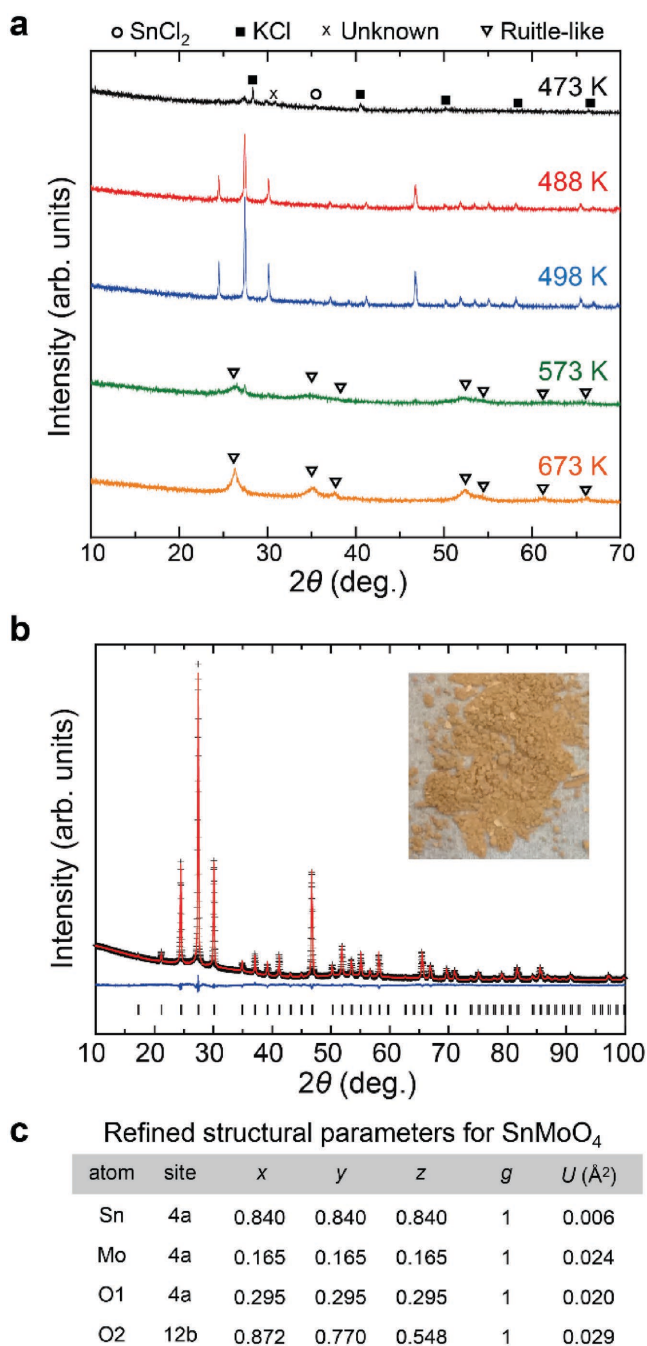 a
○ SnCl₂ ■ KCl x Unknown ▽ Ruitle-like
473 K
488 K
498 K
573 K
673 K
Intensity (arb. units)
10 20 30 40 50 60 70
2θ (deg.)
b
Intensity (arb. units)
10 20 30 40 50 60 70 80 90 100
2θ (deg.)
c Refined structural parameters for SnMoO₄
atom site x y z g U (Å²)
Sn 4a 0.840 0.840 0.840 1 0.006
Mo 4a 0.165 0.165 0.165 1 0.024
O1 4a 0.295 0.295 0.295 1 0.020
O2 12b 0.872 0.770 0.548 1 0.029